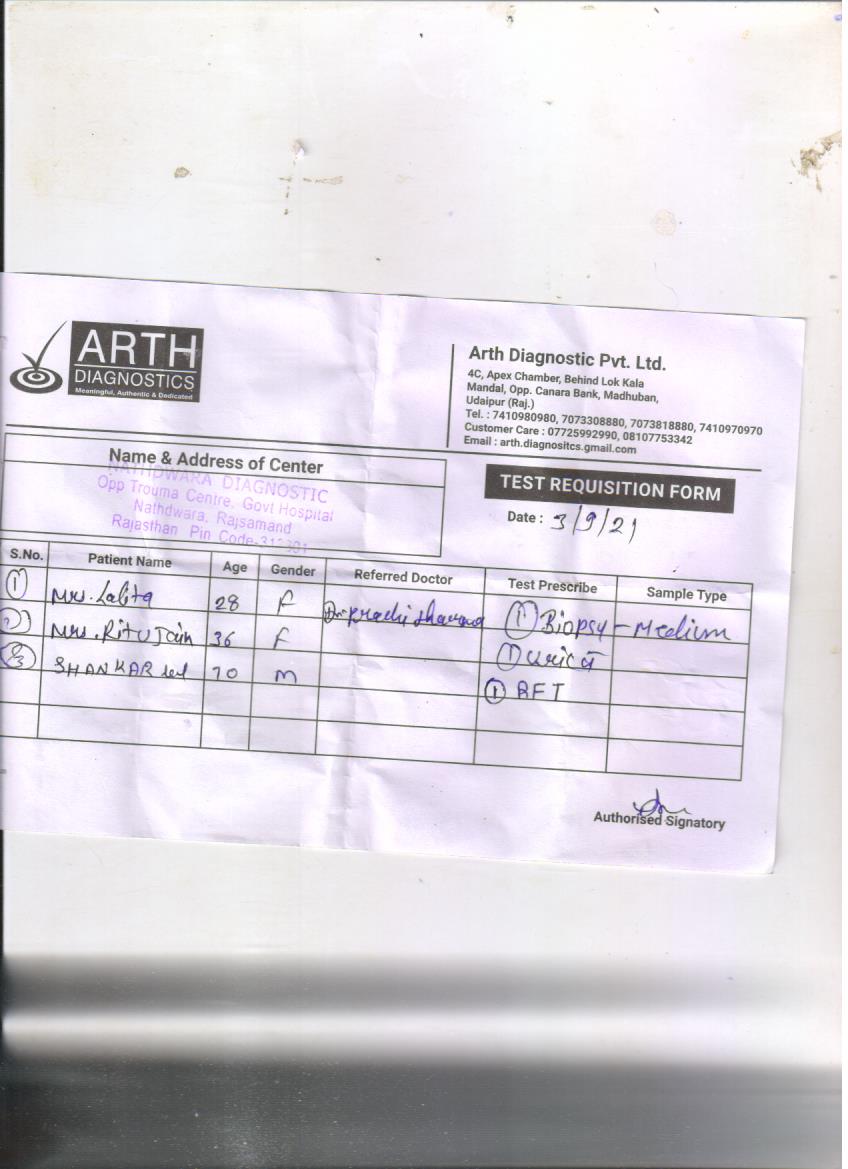 ARTH
DIAGNOSTICS
Meaningful, Authentic & Dedicated
Arth Diagnostic Pvt. Ltd.
4C, Apex Chamber, Behind Lok Kala
Mandal, Opp. Canara Bank, Madhuban,
Udaipur (Raj.)
Tel. : 7410980980, 7073308880, 7073818880, 7410970970
Customer Care : 07725992990, 08107753342
Email : arth.diagnositcs.gmail.com
Name & Address of Center
NATHDWARA DIAGNOSTIC
Opp Trouma Centre, Govt Hospital
Nathdwara, Rajsamand
Rajasthan Pin Code-
TEST REQUISITION FORM
Date : 3/9/21
S.No. Patient Name Age Gender Referred Doctor Test Prescribe Sample Type
1 Mrs. Lalita 28 F Dr. 1 Biopsy - Medium
2 Mrs. Ritu Jain 36 F 1 uric
3 SHANKAR 70 M 1 RFT
Authorised Signatory